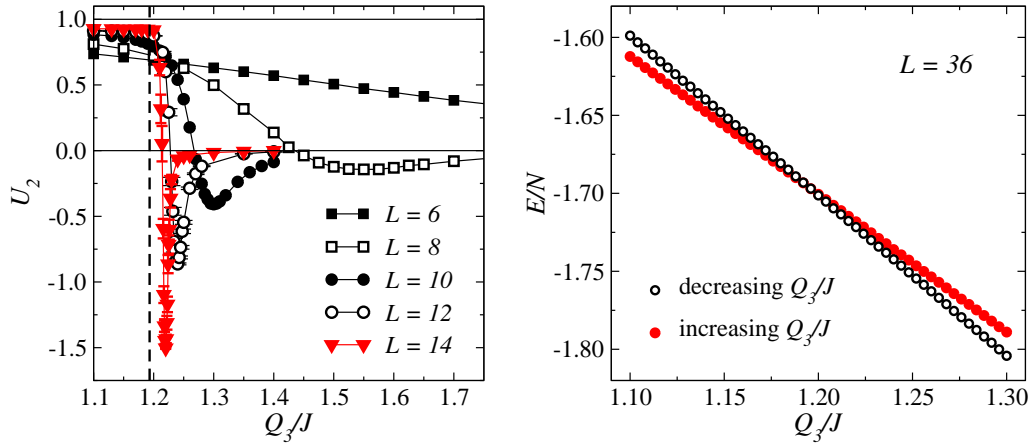 U₂
1.0
0.5
0.0
-0.5
-1.0
-1.5
L = 6
L = 8
L = 10
L = 12
L = 14
1.1 1.2 1.3 1.4 1.5 1.6 1.7
Q₃/J
E/N
-1.60
-1.65
-1.70
-1.75
-1.80
L = 36
decreasing Q₃/J
increasing Q₃/J
1.10 1.15 1.20 1.25 1.30
Q₃/J